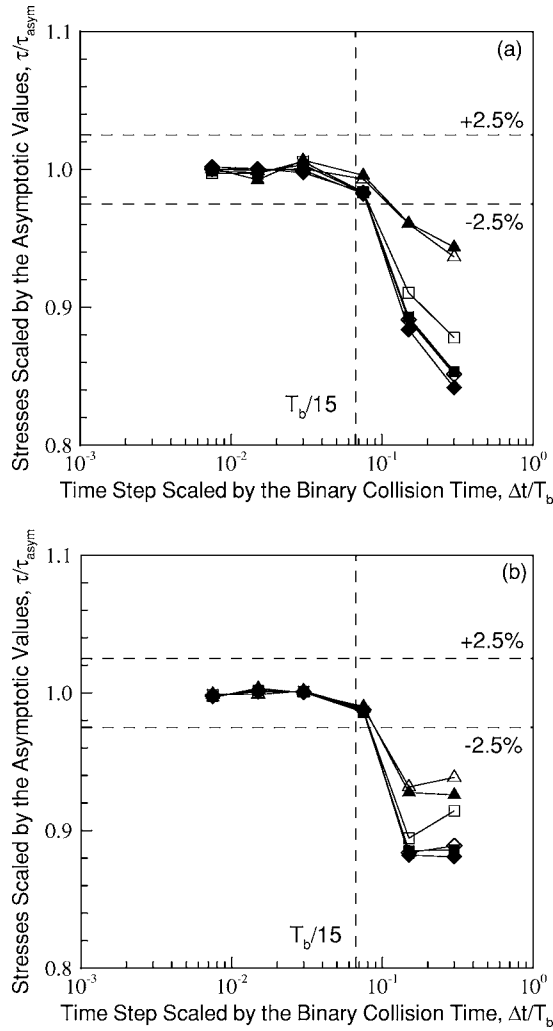 (a)
Stresses Scaled by the Asymptotic Values, τ/τasym
1.1
+2.5%
1.0
-2.5%
0.9
Tb/15
0.8
10-3
10-2
10-1
100
Time Step Scaled by the Binary Collision Time, Δt/Tb
(b)
Stresses Scaled by the Asymptotic Values, τ/τasym
1.1
+2.5%
1.0
-2.5%
0.9
Tb/15
0.8
10-3
10-2
10-1
100
Time Step Scaled by the Binary Collision Time, Δt/Tb